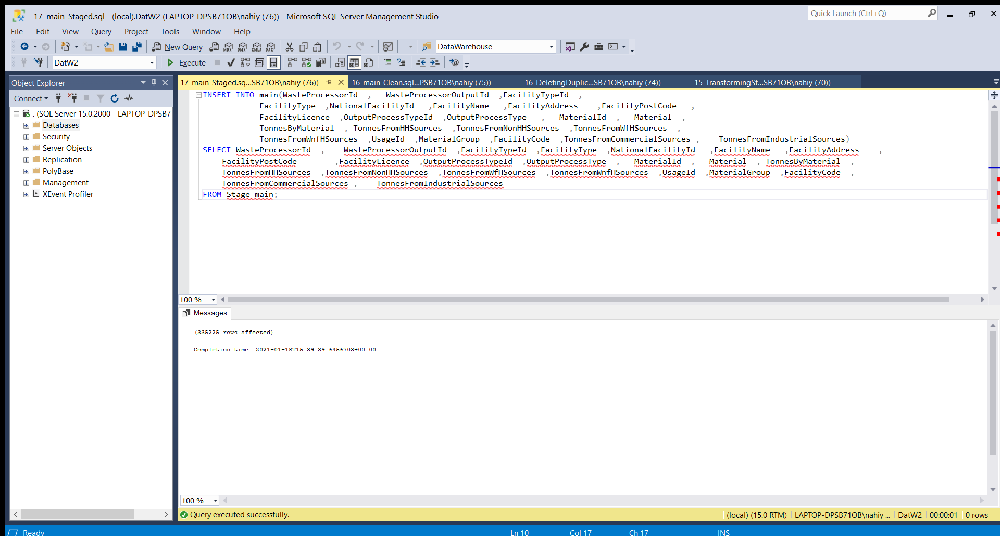 17_main_Staged.sql - (local).DatW2 (LAPTOP-DPSB71OB\nahiy (76)) - Microsoft SQL Server Management Studio
Quick Launch (Ctrl+Q)
File Edit View Query Project Tools Window Help
New Query MDX DMX XMLA DAX DataWarehouse
DatW2 Execute
Object Explorer
17_main_Staged.sq...SB71OB\nahiy (76)) 16_main_Clean.sql...PSB71OB\nahiy (75)) 16_DeletingDuplic...SB71OB\nahiy (74)) 15_TransformingSt...SB71OB\nahiy (70))
Connect
. (SQL Server 15.0.2000 - LAPTOP-DPSB7
Databases
Security
Server Objects
Replication
PolyBase
Management
XEvent Profiler
INSERT INTO main(WasteProcessorId , WasteProcessorOutputId ,FacilityTypeId ,
FacilityType ,NationalFacilityId ,FacilityName ,FacilityAddress ,FacilityPostCode ,
FacilityLicence ,OutputProcessTypeId ,OutputProcessType , MaterialId , Material ,
TonnesByMaterial , TonnesFromHHSources ,TonnesFromNonHHSources ,TonnesFromWfHSources ,
TonnesFromWnfHSources ,UsageId ,MaterialGroup ,FacilityCode ,TonnesFromCommercialSources , TonnesFromIndustrialSources)
SELECT WasteProcessorId , WasteProcessorOutputId ,FacilityTypeId ,FacilityType ,NationalFacilityId ,FacilityName ,FacilityAddress ,
FacilityPostCode ,FacilityLicence ,OutputProcessTypeId ,OutputProcessType , MaterialId , Material , TonnesByMaterial ,
TonnesFromHHSources ,TonnesFromNonHHSources ,TonnesFromWfHSources ,TonnesFromWnfHSources ,UsageId ,MaterialGroup ,FacilityCode ,
TonnesFromCommercialSources , TonnesFromIndustrialSources
FROM Stage_main;
100 %
Messages
(335225 rows affected)
Completion time: 2021-01-18T15:39:39.6456703+00:00
100 %
Query executed successfully. (local) (15.0 RTM) LAPTOP-DPSB71OB\nahiy ... DatW2 00:00:01 0 rows
Ready Ln 10 Col 17 Ch 17 INS